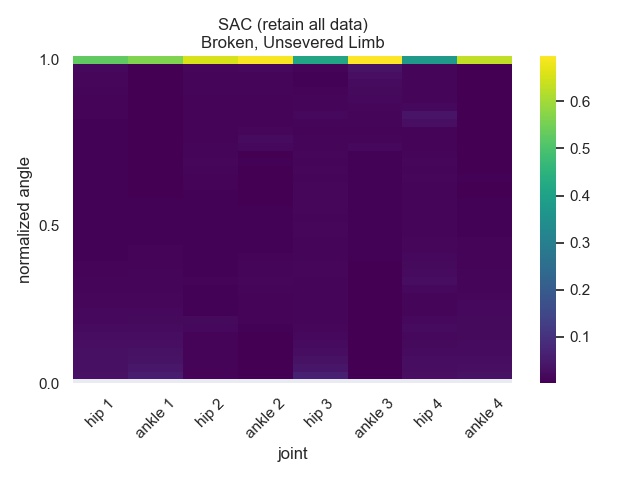 SAC (retain all data)
Broken, Unsevered Limb
normalized angle
1.0
0.5
0.0
hip 1
ankle 1
hip 2
ankle 2
hip 3
ankle 3
hip 4
ankle 4
joint
0.6
0.5
0.4
0.3
0.2
0.1